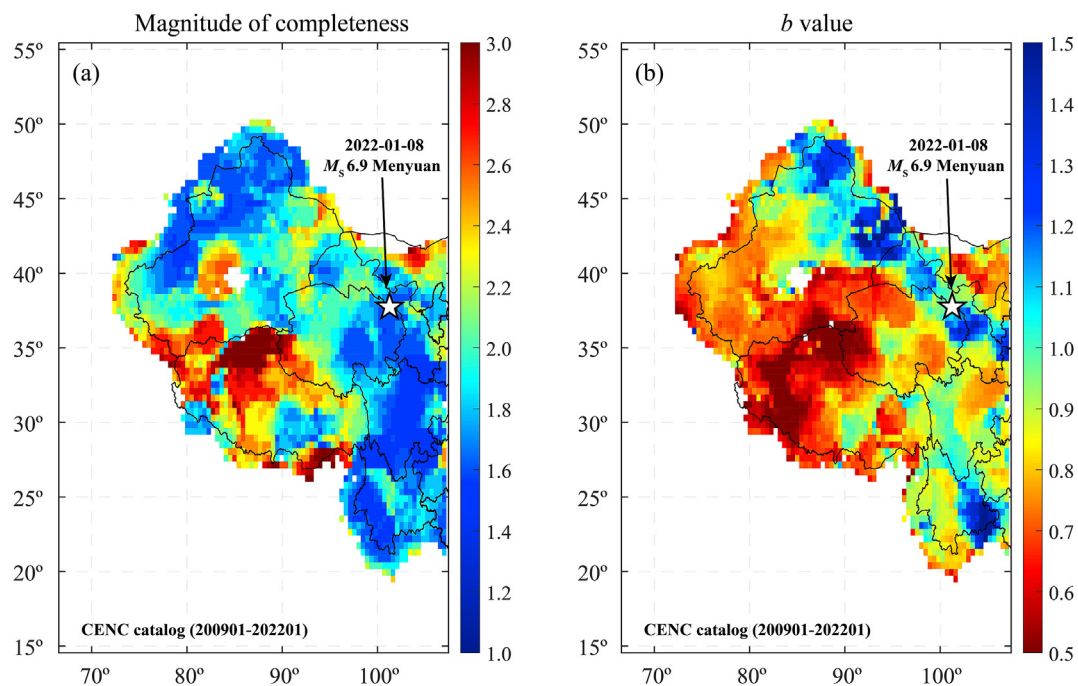 Magnitude of completeness
(a)
55º
50º
45º
40º
35º
30º
25º
20º
15º
70º
80º
90º
100º
2022-01-08
Ms 6.9 Menyuan
CENC catalog (200901-202201)
3.0
2.8
2.6
2.4
2.2
2.0
1.8
1.6
1.4
1.2
1.0
b value
(b)
55º
50º
45º
40º
35º
30º
25º
20º
15º
70º
80º
90º
100º
2022-01-08
Ms 6.9 Menyuan
CENC catalog (200901-202201)
1.5
1.4
1.3
1.2
1.1
1.0
0.9
0.8
0.7
0.6
0.5